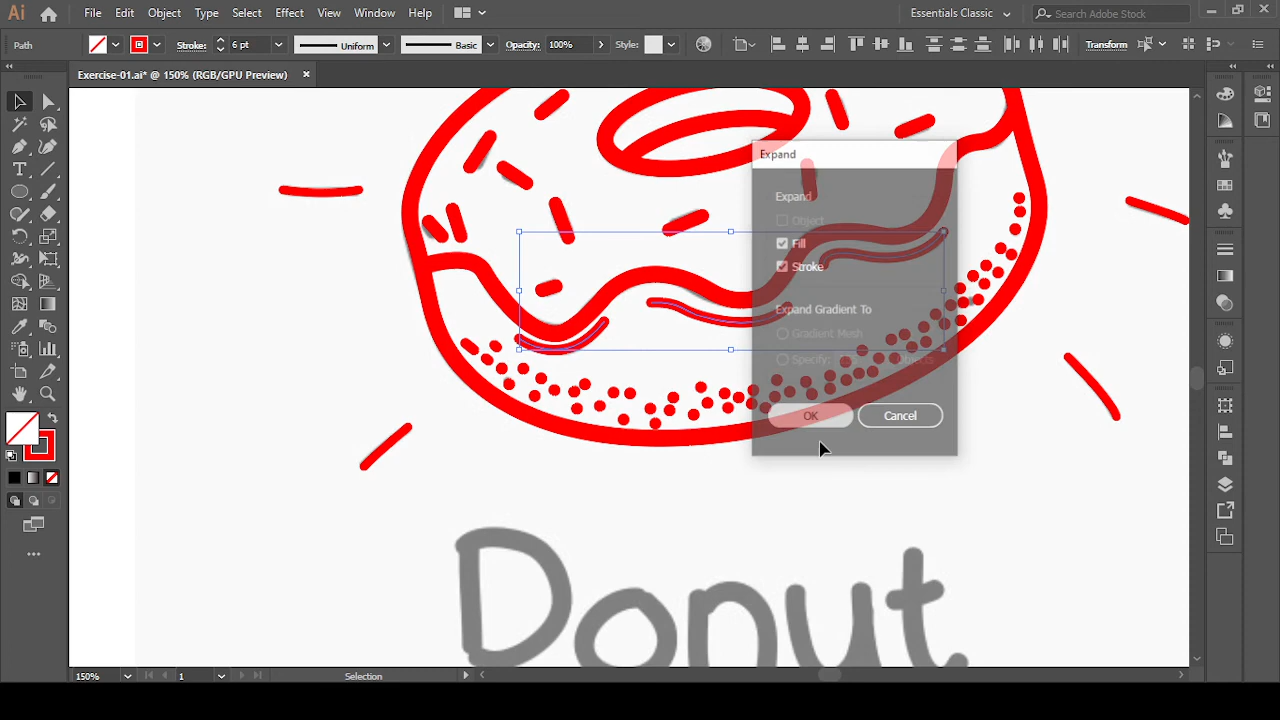 Ai File Edit Object Type Select Effect View Window Help Essentials Classic Search Adobe Stock
Path Stroke: 6 pt Uniform Basic Opacity: 100% Style: Transform
Exercise-01.ai* @ 150% (RGB/GPU Preview)
Expand
Expand
Object
Fill
Stroke
Expand Gradient To
Gradient Mesh
Specify: Objects
OK Cancel
Donut
150% 1 Selection